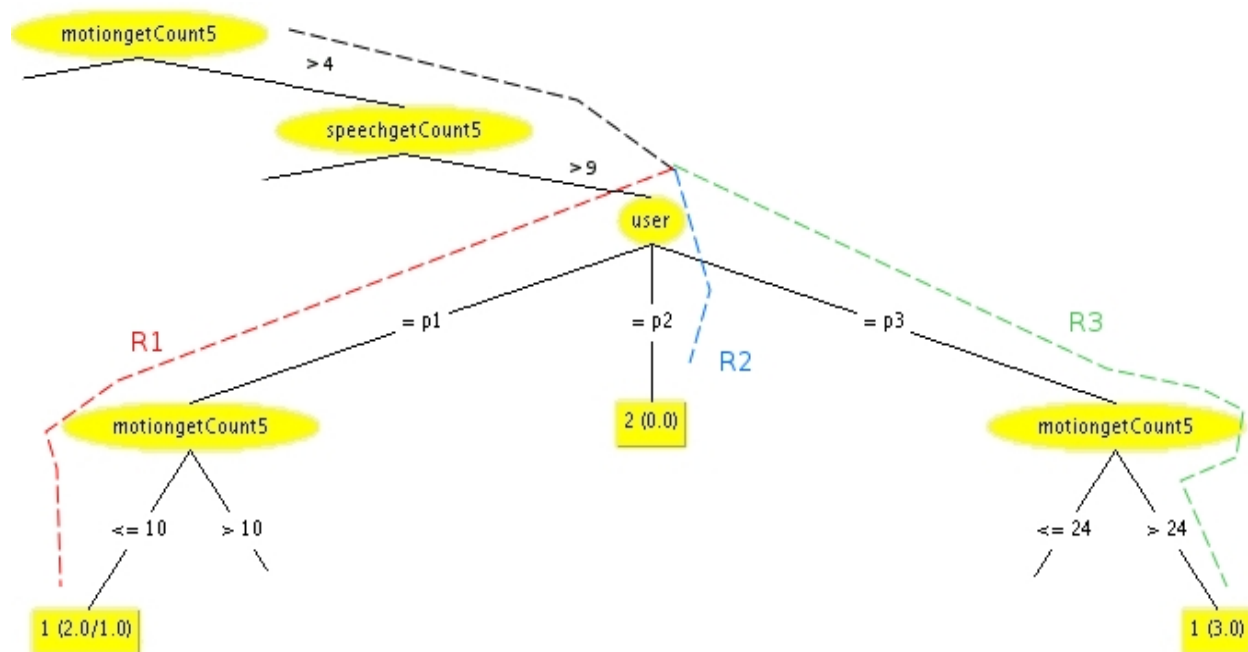 motiongetCount5
> 4
speechgetCount5
> 9
user
= p1
= p2
= p3
R1
R2
R3
motiongetCount5
2 (0.0)
motiongetCount5
<= 10
> 10
<= 24
> 24
1 (2.0/1.0)
1 (3.0)